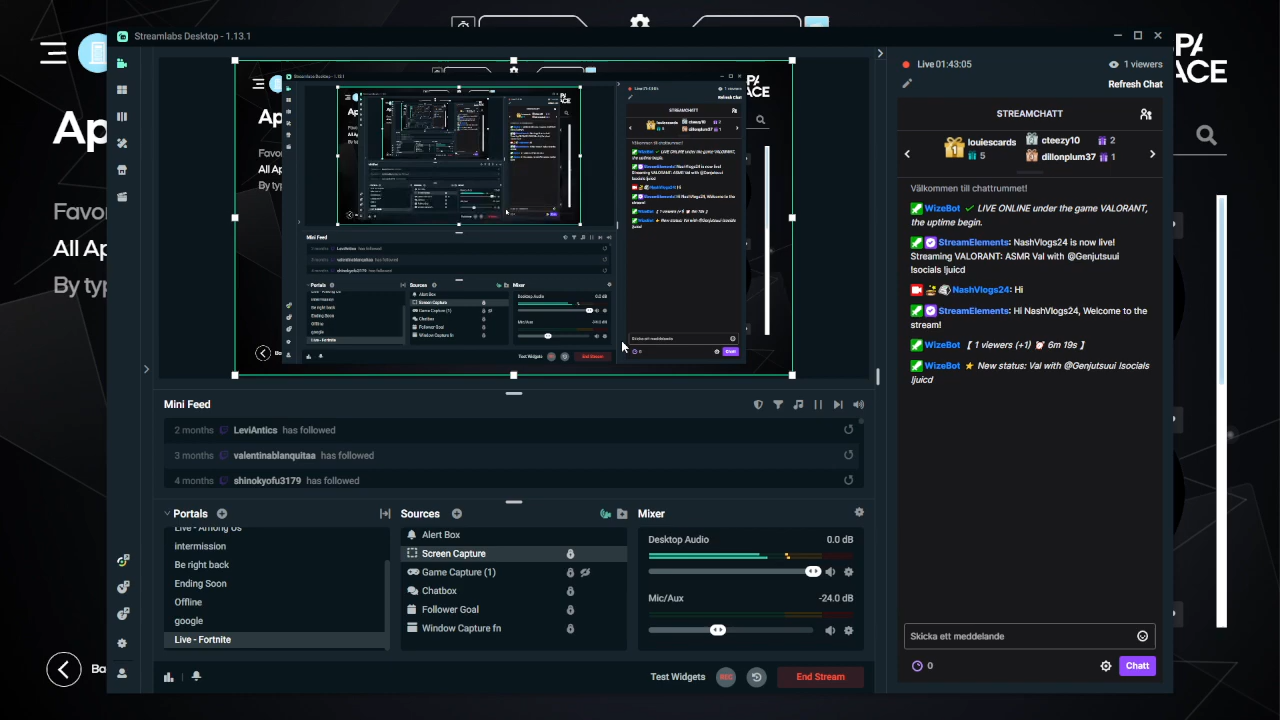 Streamlabs Desktop - 1.13.1
Live 01:43:05
1 viewers
Refresh Chat
STREAMCHAT
louiescards
5
cteezy10 2
dillonplum37 1
Välkommen till chattrummet!
WizeBot ✓ LIVE ONLINE under the game VALORANT,
the uptime begin.
StreamElements: NashVlogs24 is now live!
Streaming VALORANT: ASMR Val with @Genjutsuui
!socials !juicd
NashVlogs24: Hi
StreamElements: Hi NashVlogs24, Welcome to the
stream!
WizeBot 【 1 viewers (+1) ⏰ 6m 19s 】
WizeBot ★ New status: Val with @Genjutsuui !socials
!juicd
Skicka ett meddelande
0
Chatt
Ap
Favor
All Ap
By typ
Ba
Mini Feed
2 months LeviAntics has followed
3 months valentinablanquitaa has followed
4 months shinokyofu3179 has followed
Portals
Live - Among Us
intermission
Be right back
Ending Soon
Offline
google
Live - Fortnite
Sources
Alert Box
Screen Capture
Game Capture (1)
Chatbox
Follower Goal
Window Capture fn
Mixer
Desktop Audio 0.0 dB
Mic/Aux -24.0 dB
Test Widgets
REC
End Stream